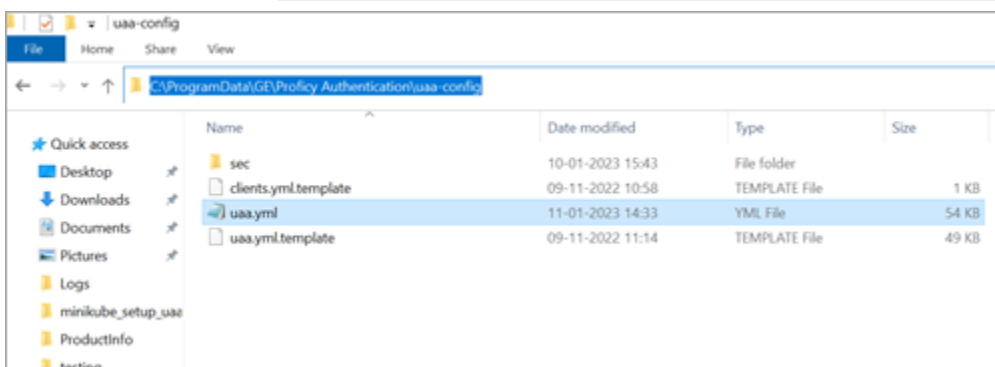 uaa-config
File Home Share View
C:\ProgramData\GE\Proficy Authentication\uaa-config
Name Date modified Type Size
Quick access
sec 10-01-2023 15:43 File folder
Desktop
clients.yml.template 09-11-2022 10:58 TEMPLATE File 1 KB
Downloads
uaa.yml 11-01-2023 14:33 YML File 54 KB
Documents
uaa.yml.template 09-11-2022 11:14 TEMPLATE File 49 KB
Pictures
Logs
minikube_setup_uaa
ProductInfo
testing